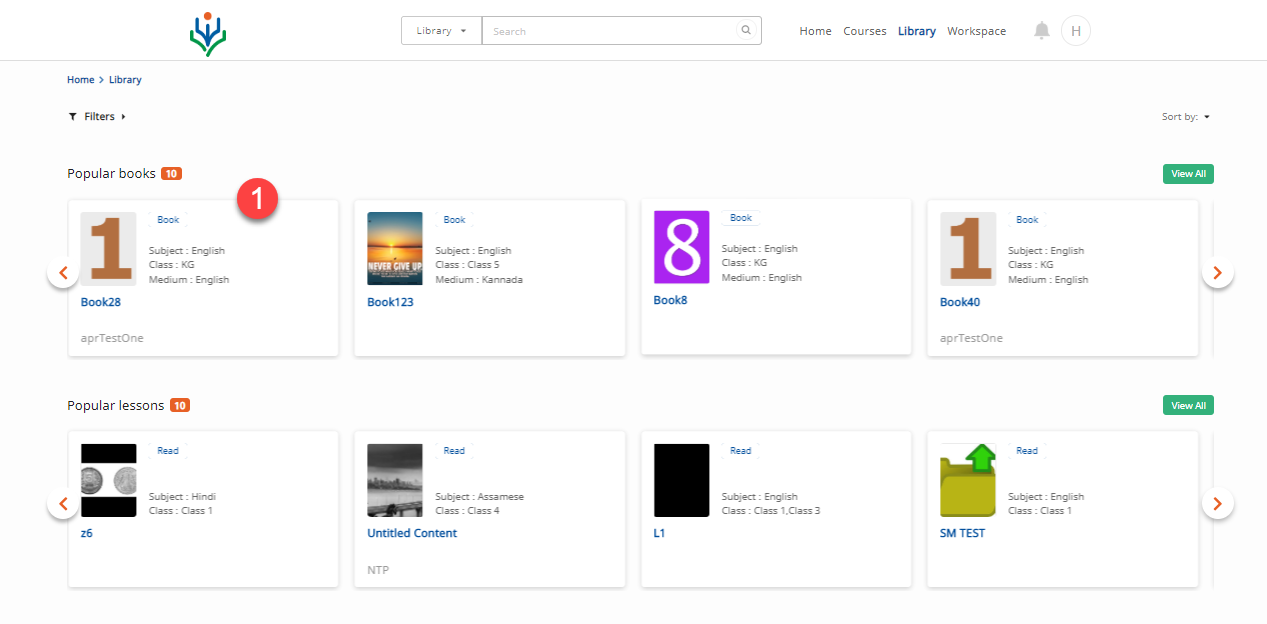 Library
Search
Home Courses Library Workspace
H
Home > Library
Filters
Sort by:
Popular books 10
View All
1
1
Book
Subject : English
Class : KG
Medium : English
Book28
aprTestOne
NEVER GIVE UP
Book
Subject : English
Class : Class 5
Medium : Kannada
Book123
8
Book
Subject : English
Class : KG
Medium : English
Book8
1
Book
Subject : English
Class : KG
Medium : English
Book40
aprTestOne
Popular lessons 10
View All
Read
Subject : Hindi
Class : Class 1
z6
Read
Subject : Assamese
Class : Class 4
Untitled Content
NTP
Read
Subject : English
Class : Class 1,Class 3
L1
Read
Subject : English
Class : Class 1
SM TEST